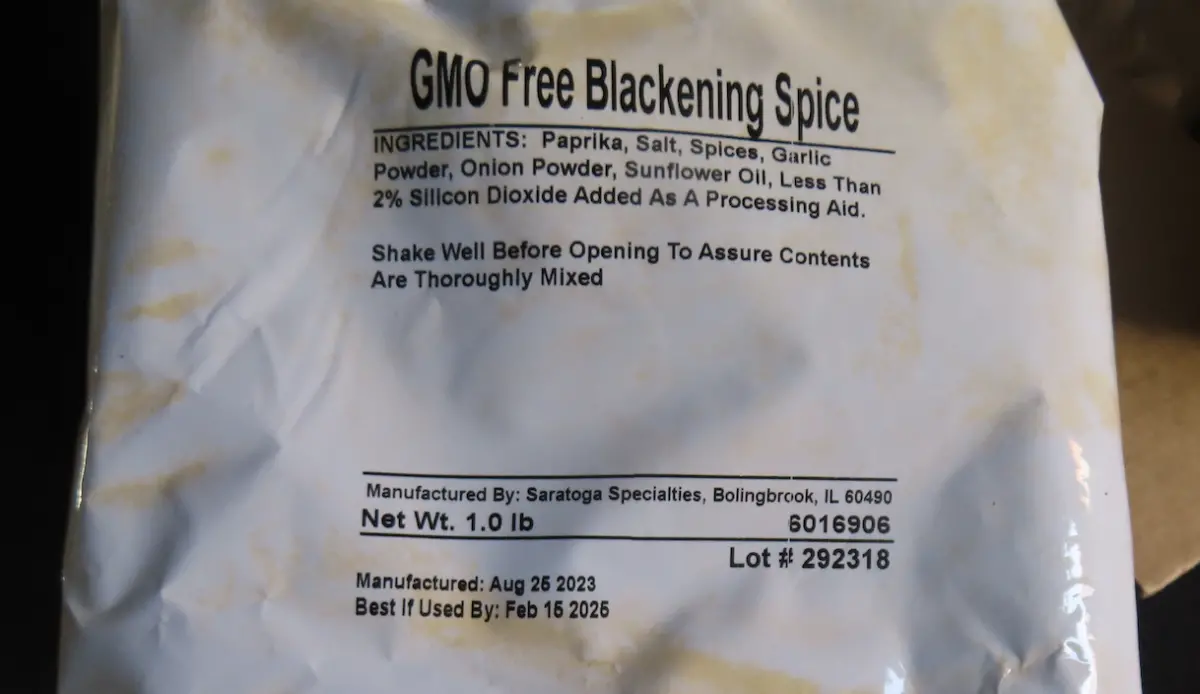 GMO Free Blackening Spice
INGREDIENTS: Paprika, Salt, Spices, Garlic
Powder, Onion Powder, Sunflower Oil, Less Than
2% Silicon Dioxide Added As A Processing Aid.
Shake Well Before Opening To Assure Contents
Are Thoroughly Mixed
Manufactured By: Saratoga Specialties, Bolingbrook, IL 60490
Net Wt. 1.0 lb
6016906
Lot # 292318
Manufactured: Aug 25 2023
Best If Used By: Feb 15 2025